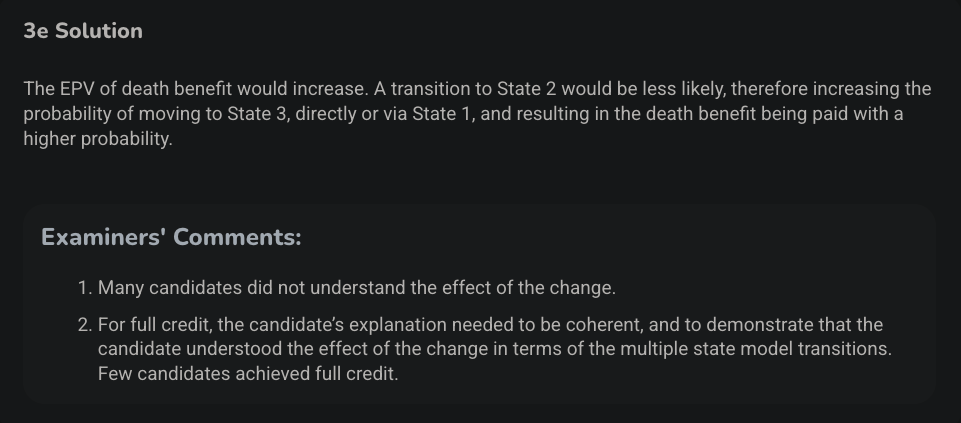 3e Solution
The EPV of death benefit would increase. A transition to State 2 would be less likely, therefore increasing the
probability of moving to State 3, directly or via State 1, and resulting in the death benefit being paid with a
higher probability.
Examiners' Comments:
1. Many candidates did not understand the effect of the change.
2. For full credit, the candidate’s explanation needed to be coherent, and to demonstrate that the
candidate understood the effect of the change in terms of the multiple state model transitions.
Few candidates achieved full credit.